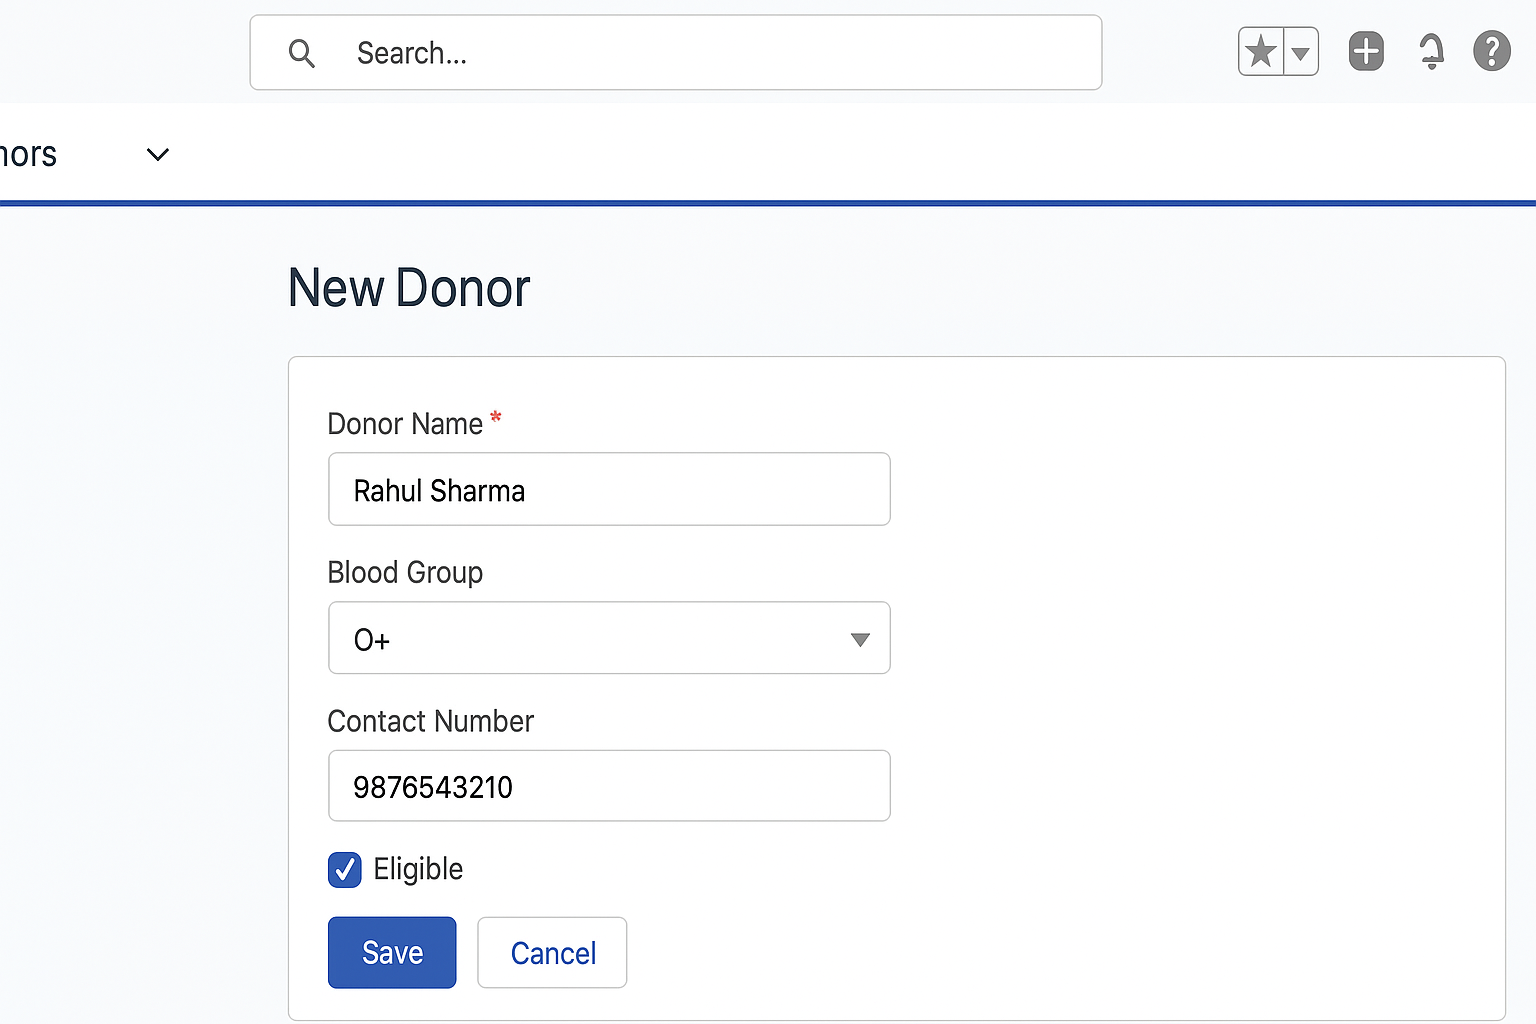 Search...
nors
New Donor
Donor Name *
Rahul Sharma
Blood Group
O+
Contact Number
9876543210
Eligible
Save
Cancel